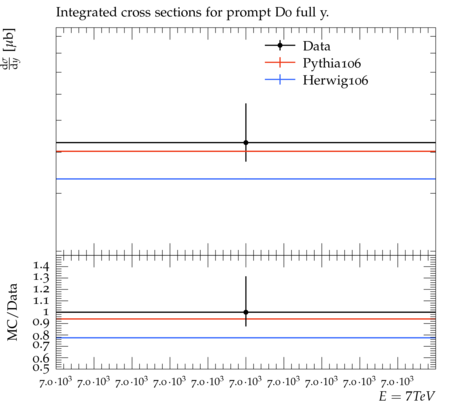 Integrated cross sections for prompt Do full y.
dσ/dy [μb]
Data
Pythia106
Herwig106
MC/Data
1.4
1.3
1.2
1.1
1
0.9
0.8
0.7
0.6
0.5
7.0·10³ 7.0·10³ 7.0·10³ 7.0·10³ 7.0·10³ 7.0·10³ 7.0·10³ 7.0·10³ 7.0·10³ 7.0·10³
E = 7TeV